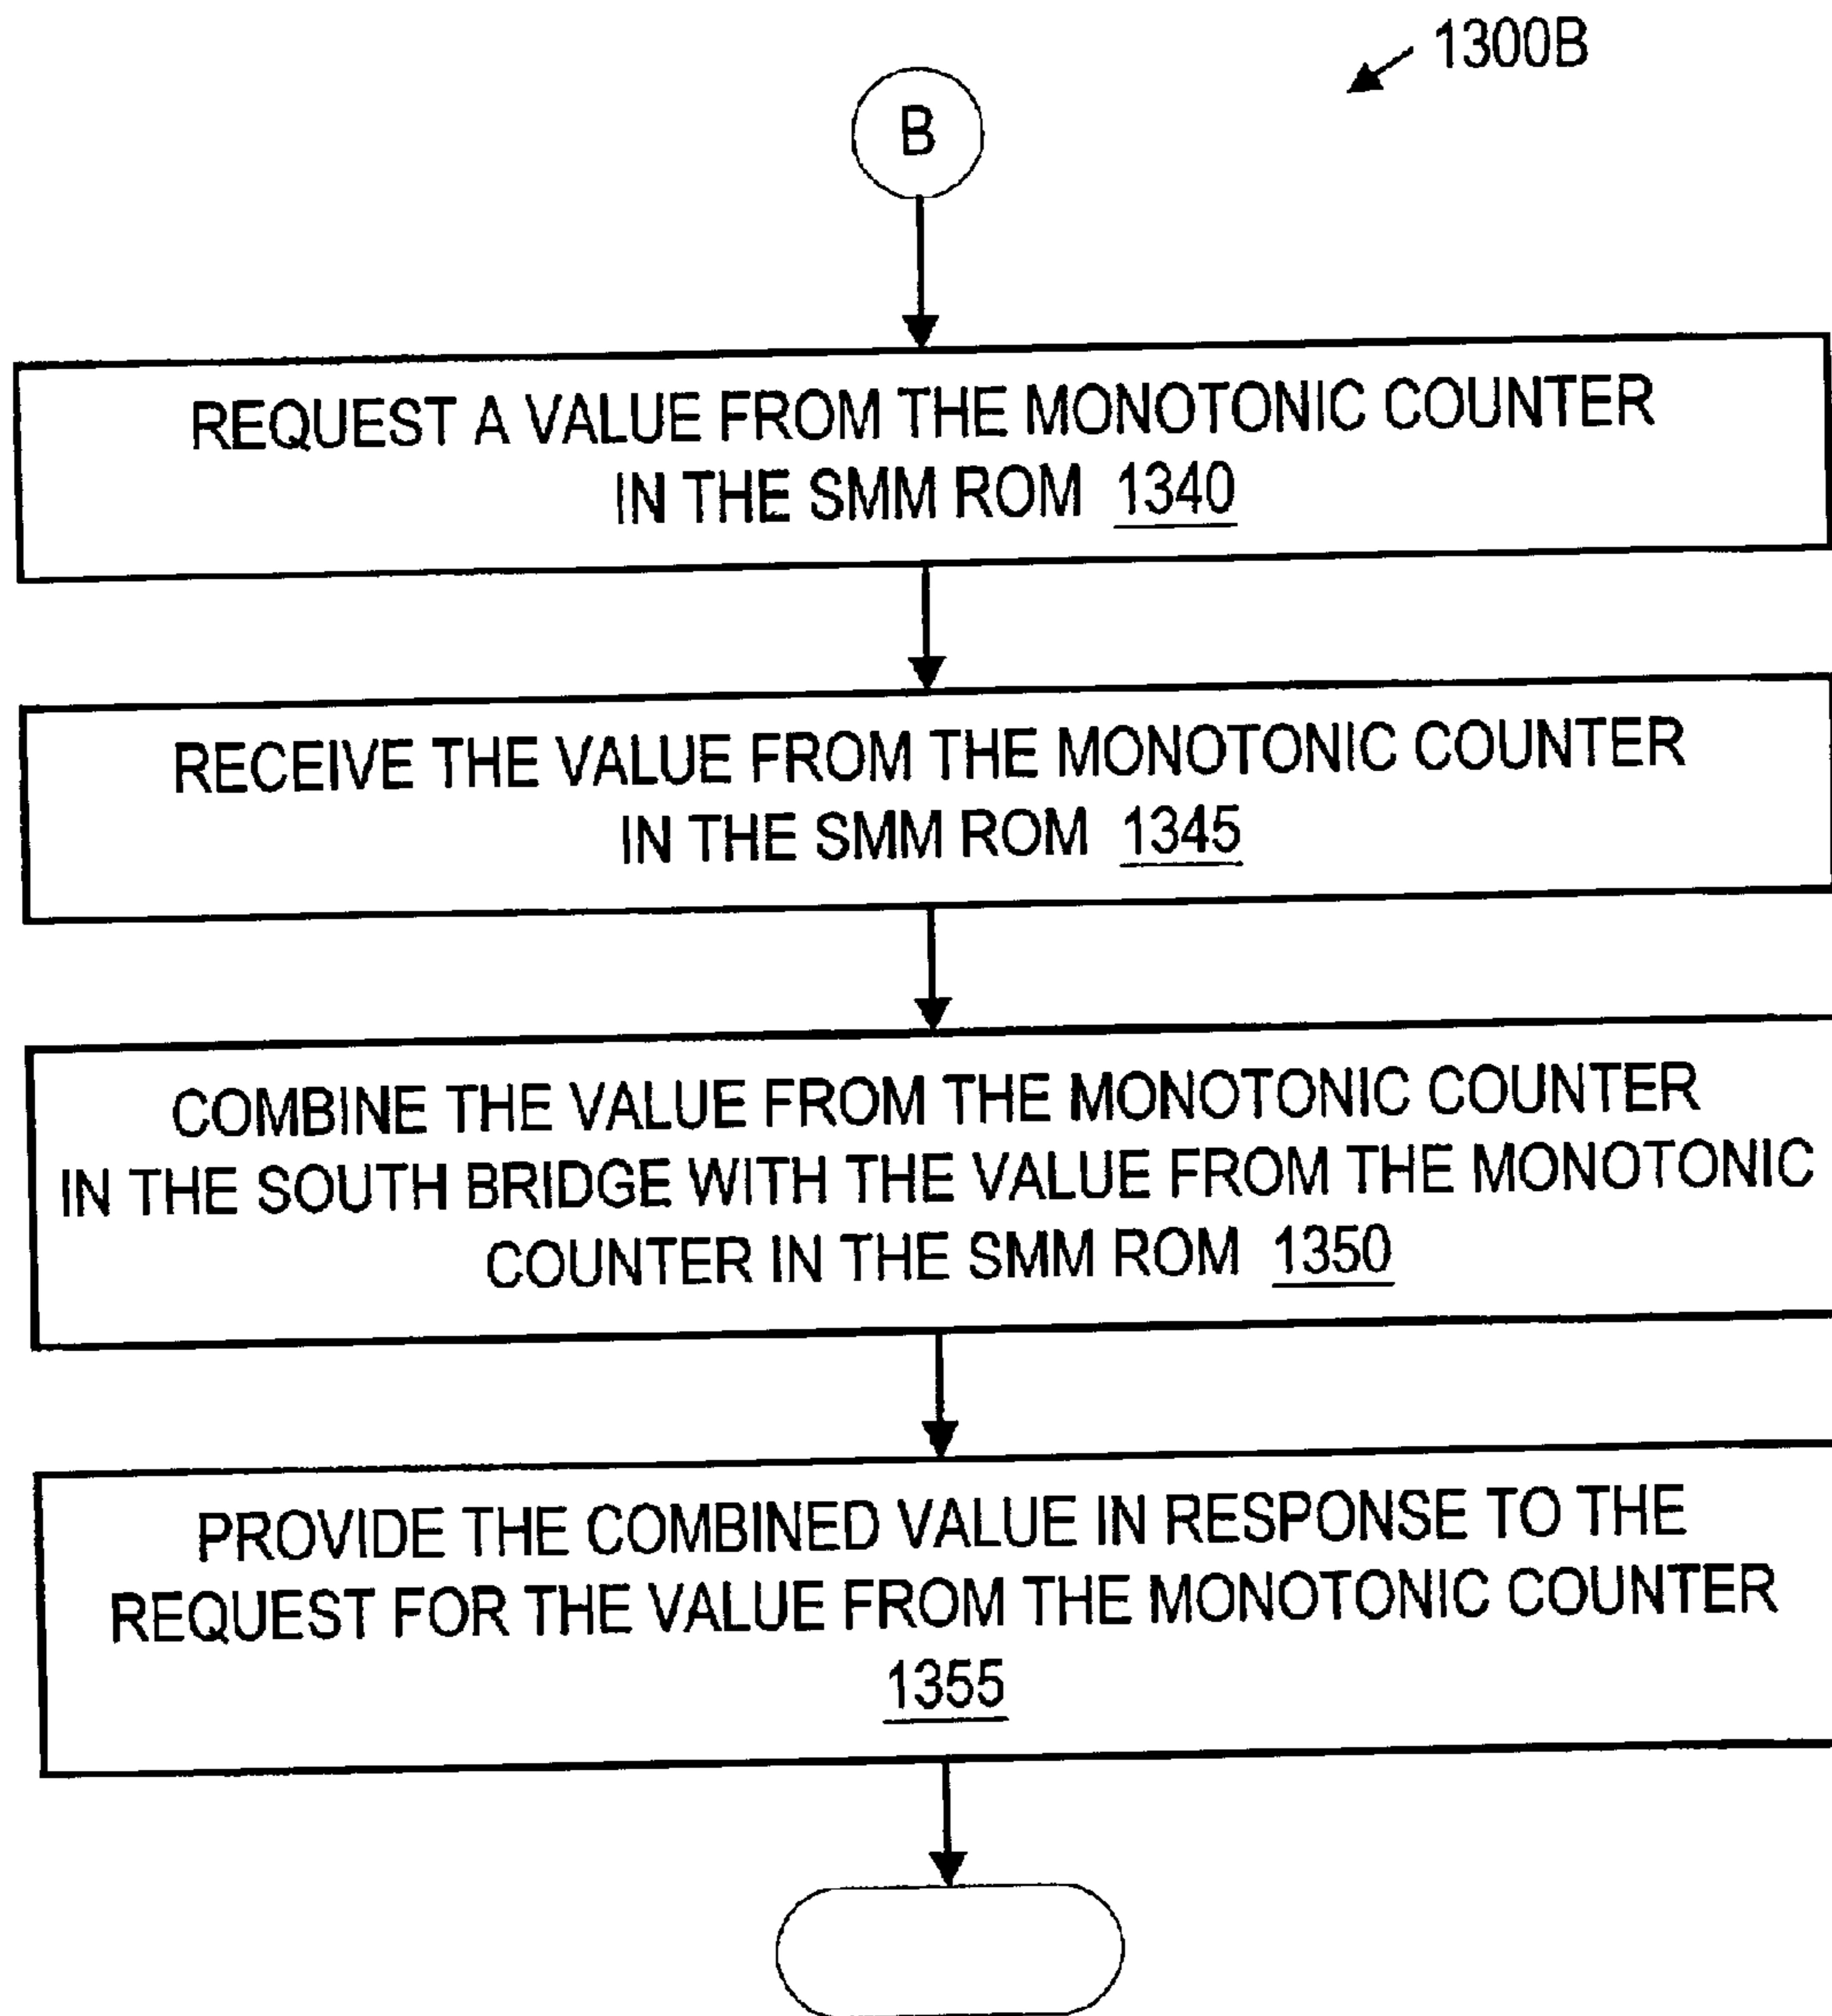 1300B
B
REQUEST A VALUE FROM THE MONOTONIC COUNTER
IN THE SMM ROM 1340
RECEIVE THE VALUE FROM THE MONOTONIC COUNTER
IN THE SMM ROM 1345
COMBINE THE VALUE FROM THE MONOTONIC COUNTER
IN THE SOUTH BRIDGE WITH THE VALUE FROM THE MONOTONIC
COUNTER IN THE SMM ROM 1350
PROVIDE THE COMBINED VALUE IN RESPONSE TO THE
REQUEST FOR THE VALUE FROM THE MONOTONIC COUNTER
1355